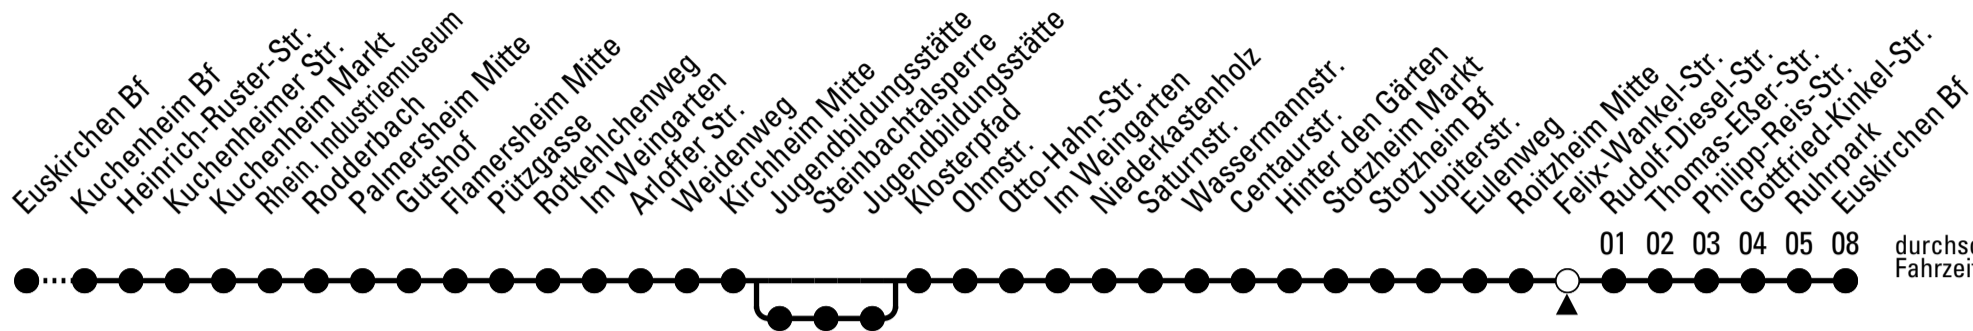 Euskirchen Bf
Kuchenheim Bf
Heinrich-Ruster-Str.
Kuchenheimer Str.
Kuchenheim Markt
Rhein. Industriemuseum
Rodderbach
Palmersheim Mitte
Gutshof
Flamersheim Mitte
Pützgasse
Rotkehlchenweg
Im Weingarten
Arloffer Str.
Weidenweg
Kirchheim Mitte
Jugendbildungsstätte
Steinbachtalsperre
Jugendbildungsstätte
Klosterpfad
Ohmstr.
Otto-Hahn-Str.
Im Weingarten
Niederkastenholz
Saturnstr.
Wassermannstr.
Centaurstr.
Hinter den Gärten
Stotzheim Markt
Stotzheim Bf
Jupiterstr.
Eulenweg
Roitzheim Mitte
Felix-Wankel-Str.
Rudolf-Diesel-Str.
Thomas-Eßer-Str.
Philipp-Reis-Str.
Gottfried-Kinkel-Str.
Ruhrpark
Euskirchen Bf
01 02 03 04 05 08